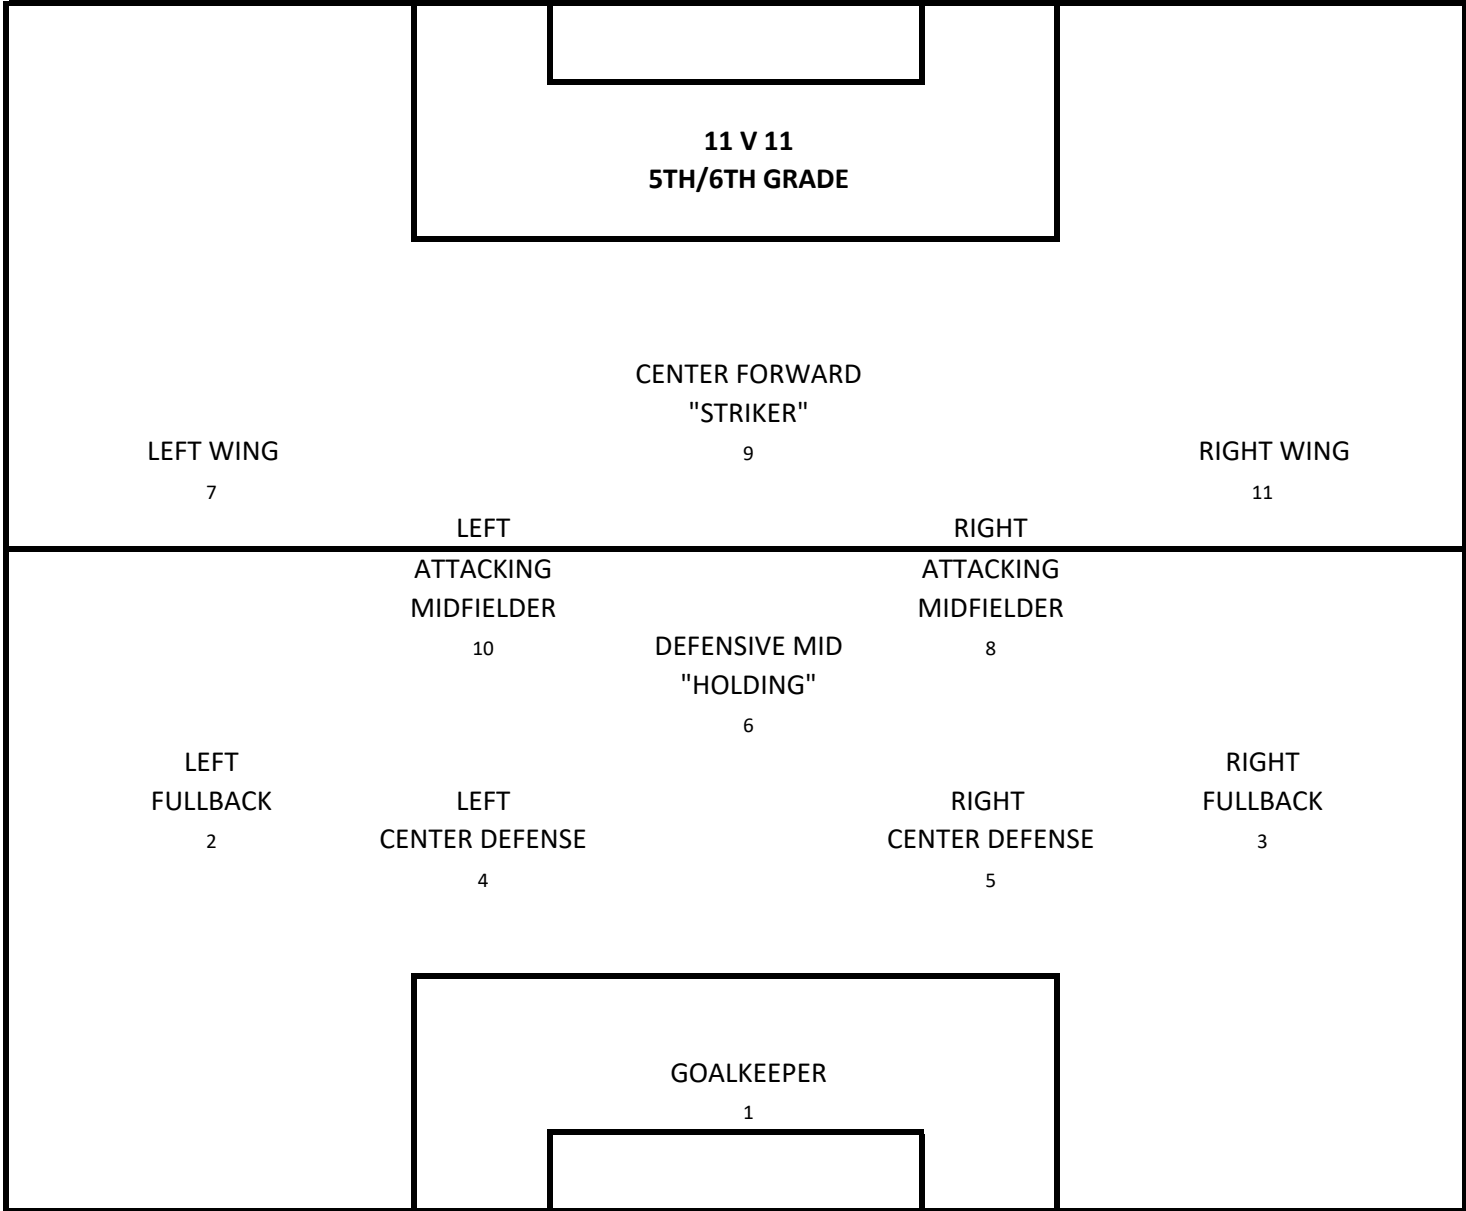 11 V 11
5TH/6TH GRADE
CENTER FORWARD
"STRIKER"
9
LEFT WING
7
RIGHT WING
11
LEFT
ATTACKING
MIDFIELDER
10
RIGHT
ATTACKING
MIDFIELDER
8
DEFENSIVE MID
"HOLDING"
6
LEFT
FULLBACK
2
LEFT
CENTER DEFENSE
4
RIGHT
CENTER DEFENSE
5
RIGHT
FULLBACK
3
GOALKEEPER
1